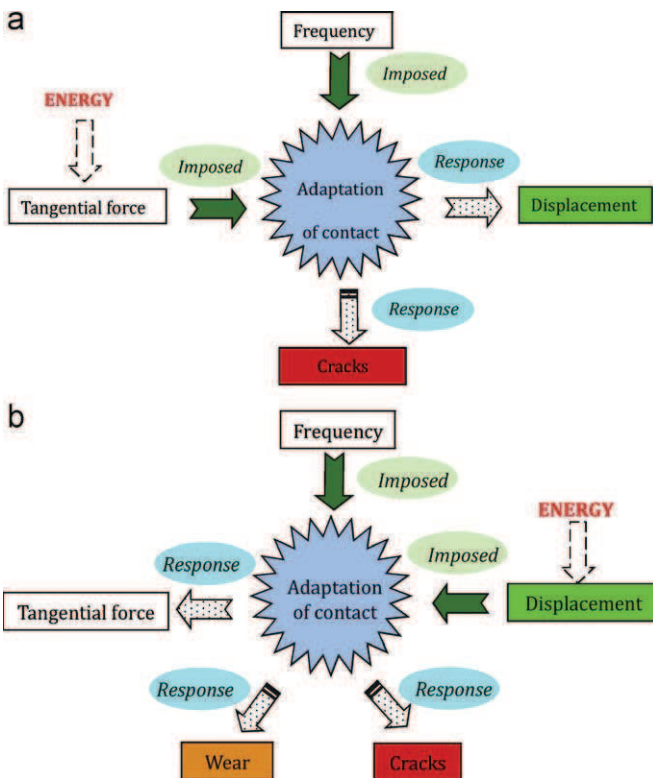 a
Frequency
Imposed
ENERGY
Imposed
Response
Tangential force
Adaptation
of contact
Displacement
Response
Cracks
b
Frequency
Imposed
ENERGY
Response
Imposed
Tangential force
Adaptation
of contact
Displacement
Response
Response
Wear
Cracks